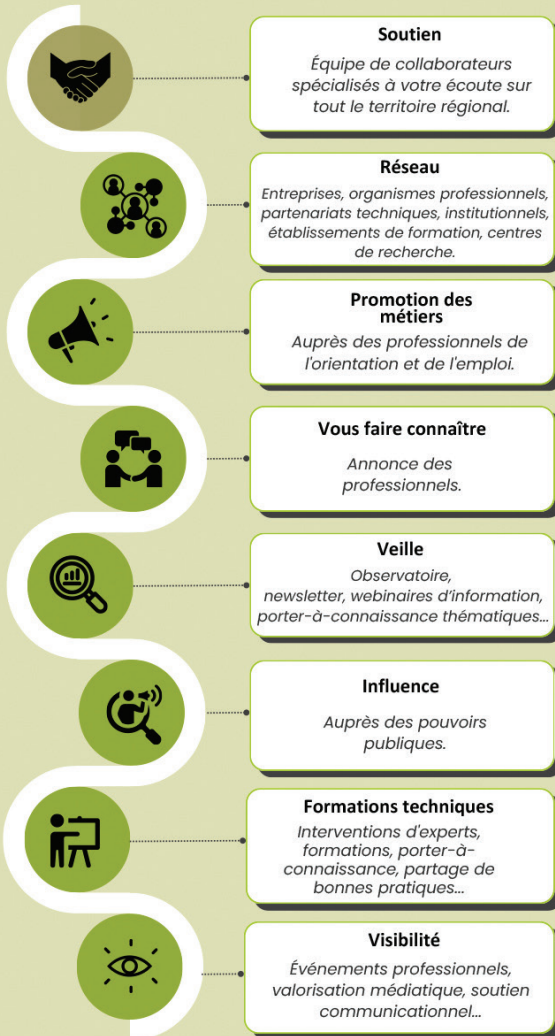 Soutien
Équipe de collaborateurs
spécialisés à votre écoute sur
tout le territoire régional.
Réseau
Entreprises, organismes professionnels,
partenariats techniques, institutionnels,
établissements de formation, centres
de recherche.
Promotion des
métiers
Auprès des professionnels de
l'orientation et de l'emploi.
Vous faire connaître
Annonce des
professionnels.
Veille
Observatoire,
newsletter, webinaires d’information,
porter-à-connaissance thématiques...
Influence
Auprès des pouvoirs
publiques.
Formations techniques
Interventions d'experts,
formations, porter-à-
connaissance, partage de
bonnes pratiques...
Visibilité
Événements professionnels,
valorisation médiatique, soutien
communicationnel...